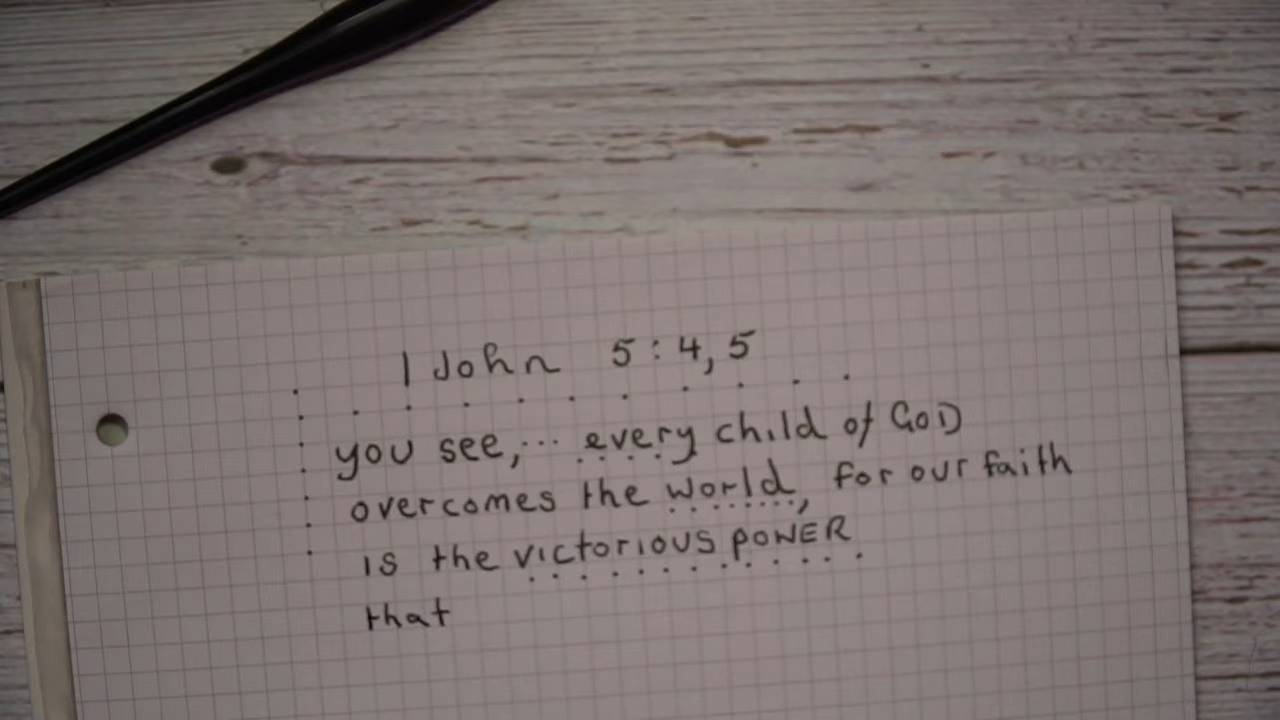 1 John 5:4,5
you see,... every child of GOD
overcomes the world, for our faith
is the victorious poWER
that